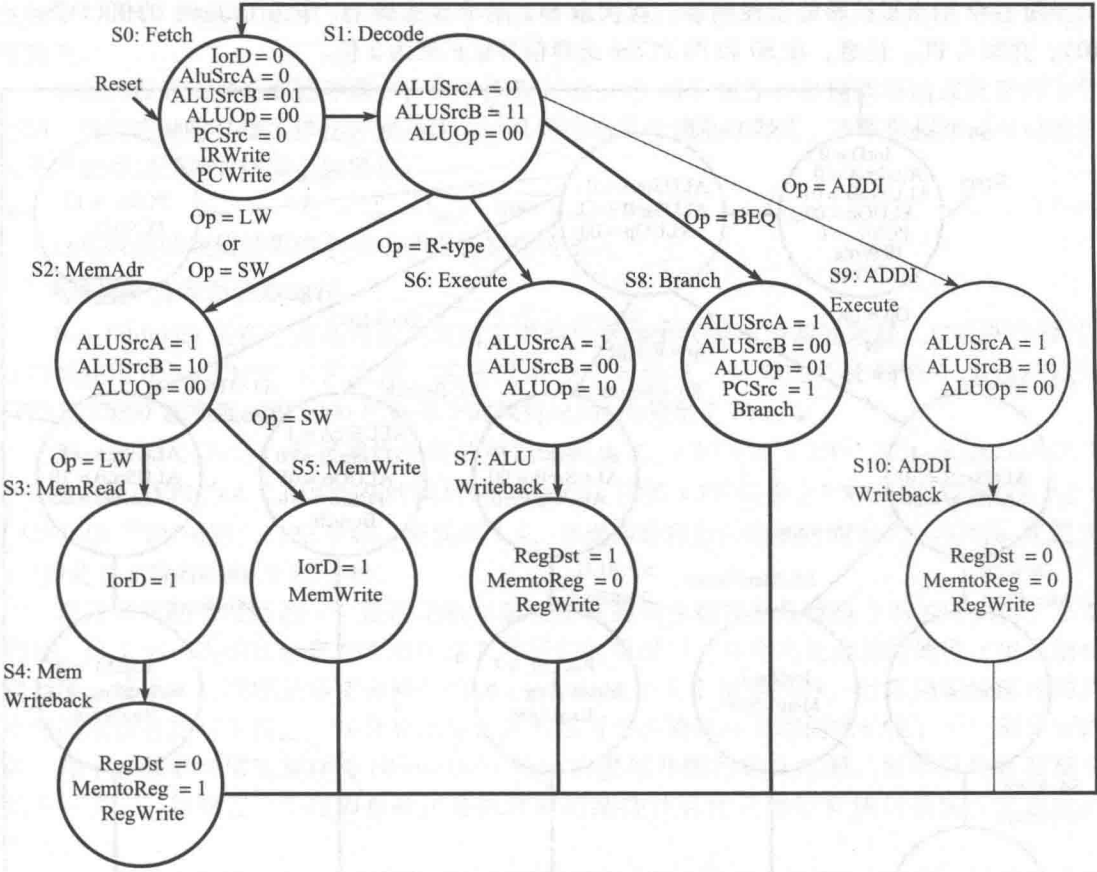 S0: Fetch
S1: Decode
Reset
IorD = 0
AluSrcA = 0
ALUSrcB = 01
ALUOp = 00
PCSrc = 0
IRWrite
PCWrite
ALUSrcA = 0
ALUSrcB = 11
ALUOp = 00
Op = ADDI
Op = BEQ
Op = LW
or
Op = SW
Op = R-type
S2: MemAdr
S6: Execute
S8: Branch
S9: ADDI
Execute
ALUSrcA = 1
ALUSrcB = 10
ALUOp = 00
ALUSrcA = 1
ALUSrcB = 00
ALUOp = 10
ALUSrcA = 1
ALUSrcB = 00
ALUOp = 01
PCSrc = 1
Branch
ALUSrcA = 1
ALUSrcB = 10
ALUOp = 00
Op = SW
Op = LW
S3: MemRead
S5: MemWrite
S7: ALU
Writeback
S10: ADDI
Writeback
IorD = 1
IorD = 1
MemWrite
RegDst = 1
MemtoReg = 0
RegWrite
RegDst = 0
MemtoReg = 0
RegWrite
S4: Mem
Writeback
RegDst = 0
MemtoReg = 1
RegWrite